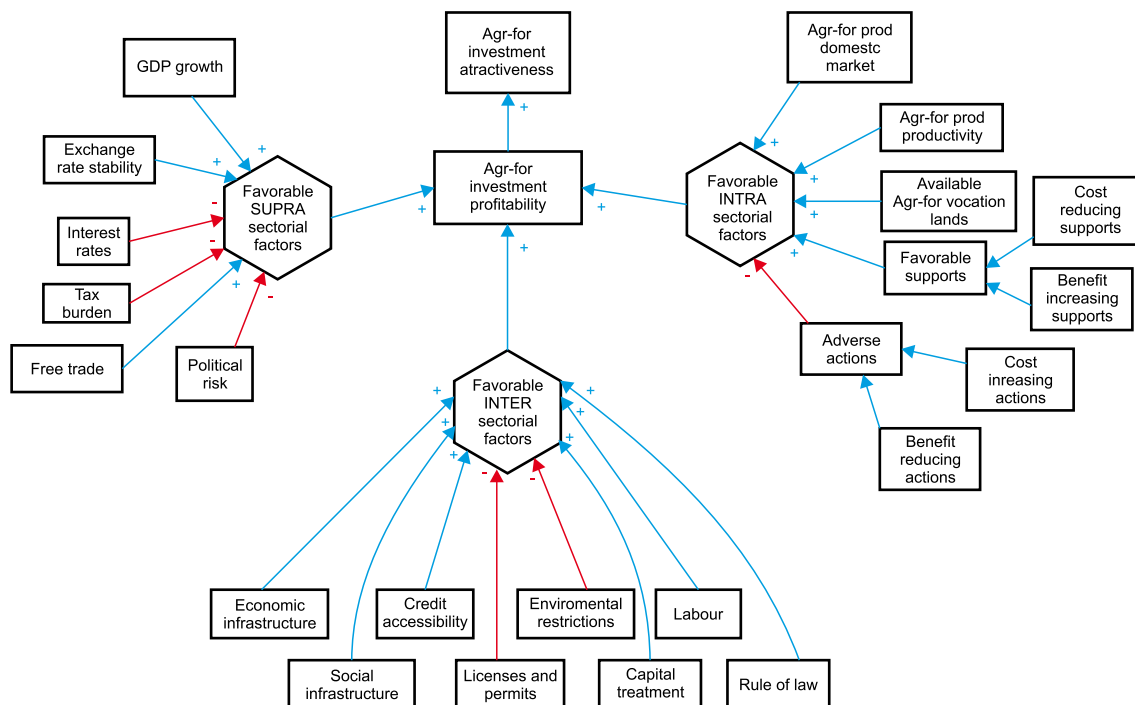 Agr-for
investment
atractiveness
Agr-for prod
domestc
market
GDP growth
Exchange
rate stability
Interest
rates
Tax
burden
Free trade
Political
risk
Favorable
SUPRA
sectorial
factors
+
+
-
-
+
-
Agr-for
investment
profitability
+
+
+
+
Favorable
INTRA
sectorial
factors
+
+
+
+
-
Agr-for prod
productivity
Available
Agr-for vocation
lands
Favorable
supports
Cost
reducing
supports
Benefit
increasing
supports
Adverse
actions
Cost
inreasing
actions
Benefit
reducing
actions
Favorable
INTER
sectorial
factors
+
+
+
-
-
+
+
+
Economic
infrastructure
Credit
accessibility
Enviromental
restrictions
Labour
Social
infrastructure
Licenses and
permits
Capital
treatment
Rule of law